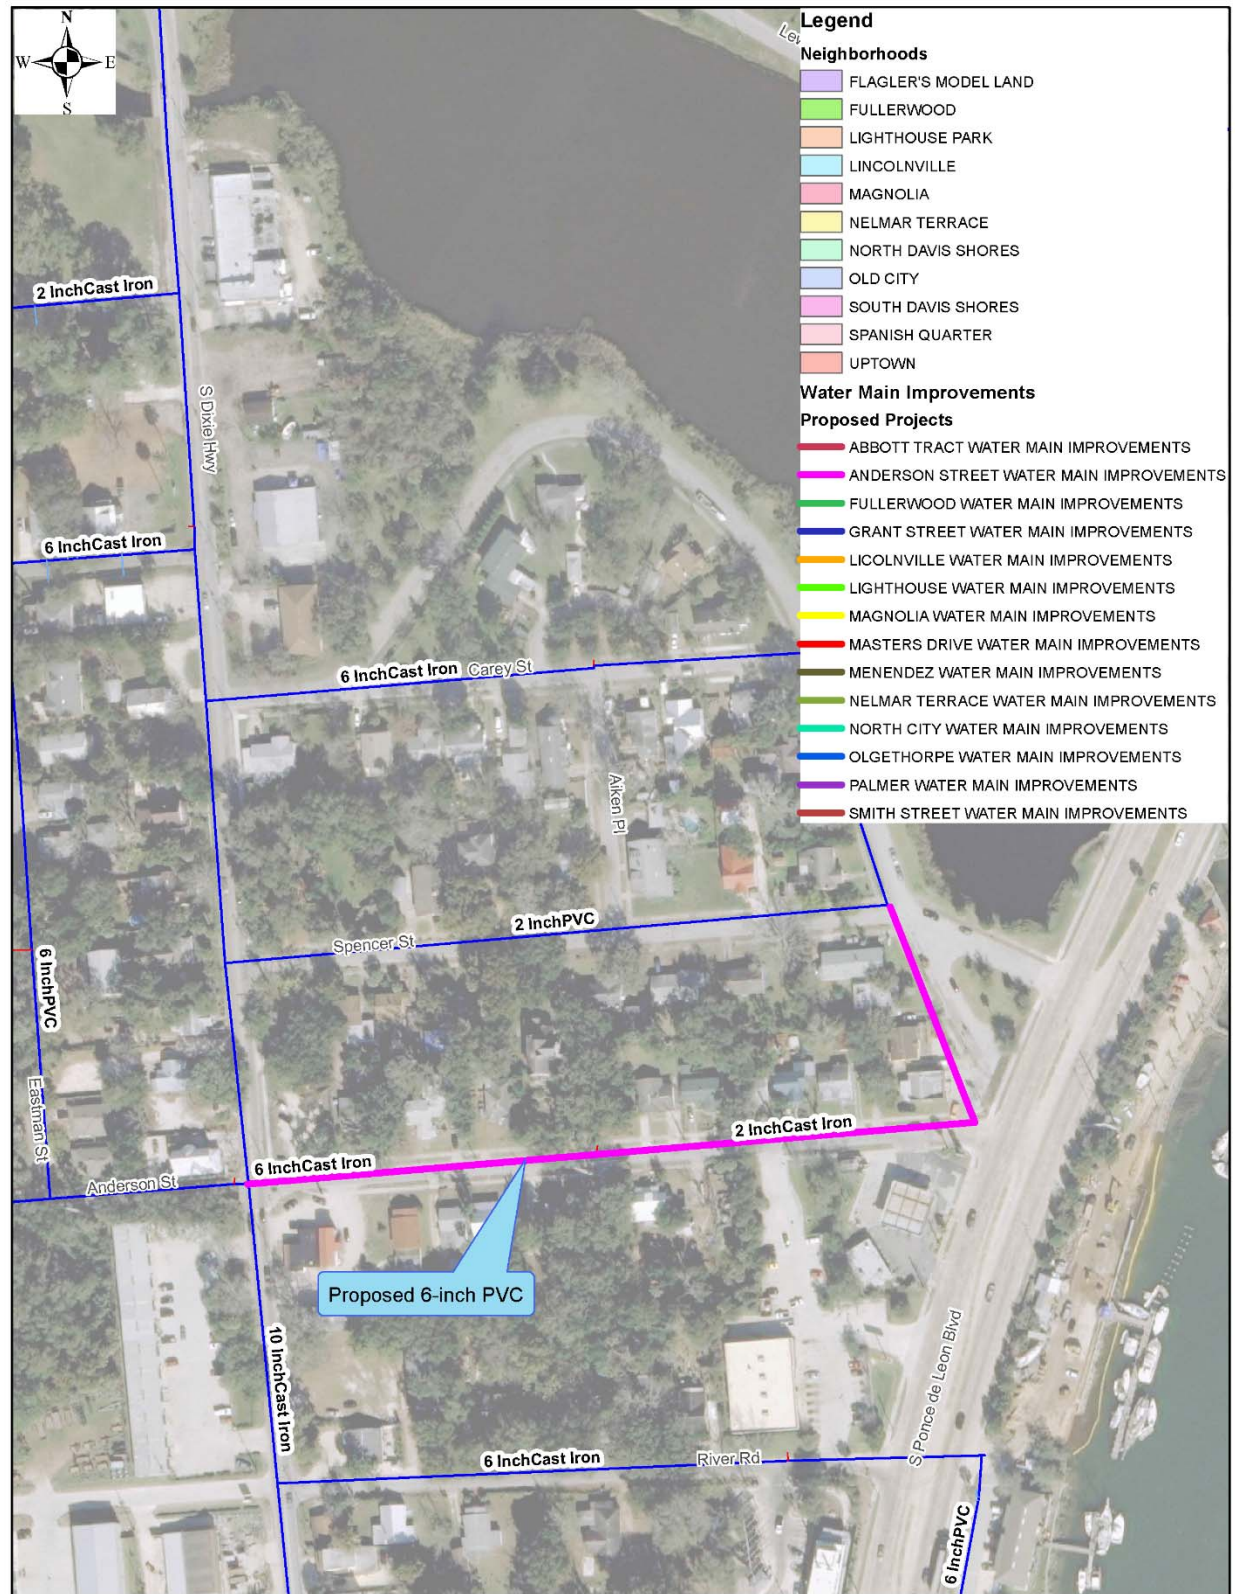 N
W E
S
Lew
Legend
Neighborhoods
FLAGLER'S MODEL LAND
FULLERWOOD
LIGHTHOUSE PARK
LINCOLNVILLE
MAGNOLIA
NELMAR TERRACE
NORTH DAVIS SHORES
OLD CITY
SOUTH DAVIS SHORES
SPANISH QUARTER
UPTOWN
Water Main Improvements
Proposed Projects
ABBOTT TRACT WATER MAIN IMPROVEMENTS
ANDERSON STREET WATER MAIN IMPROVEMENTS
FULLERWOOD WATER MAIN IMPROVEMENTS
GRANT STREET WATER MAIN IMPROVEMENTS
LICOLNVILLE WATER MAIN IMPROVEMENTS
LIGHTHOUSE WATER MAIN IMPROVEMENTS
MAGNOLIA WATER MAIN IMPROVEMENTS
MASTERS DRIVE WATER MAIN IMPROVEMENTS
MENENDEZ WATER MAIN IMPROVEMENTS
NELMAR TERRACE WATER MAIN IMPROVEMENTS
NORTH CITY WATER MAIN IMPROVEMENTS
OLGETHORPE WATER MAIN IMPROVEMENTS
PALMER WATER MAIN IMPROVEMENTS
SMITH STREET WATER MAIN IMPROVEMENTS
2 InchCast Iron
S Dixie Hwy
6 InchCast Iron
6 InchCast Iron
Carey St
Aiken Pl
2 InchPVC
Spencer St
6 InchPVC
Eastman St
2 InchCast Iron
6 InchCast Iron
Anderson St
Proposed 6-inch PVC
10 InchCast Iron
S Ponce de Leon Blvd
6 InchCast Iron
River Rd
6 InchPVC